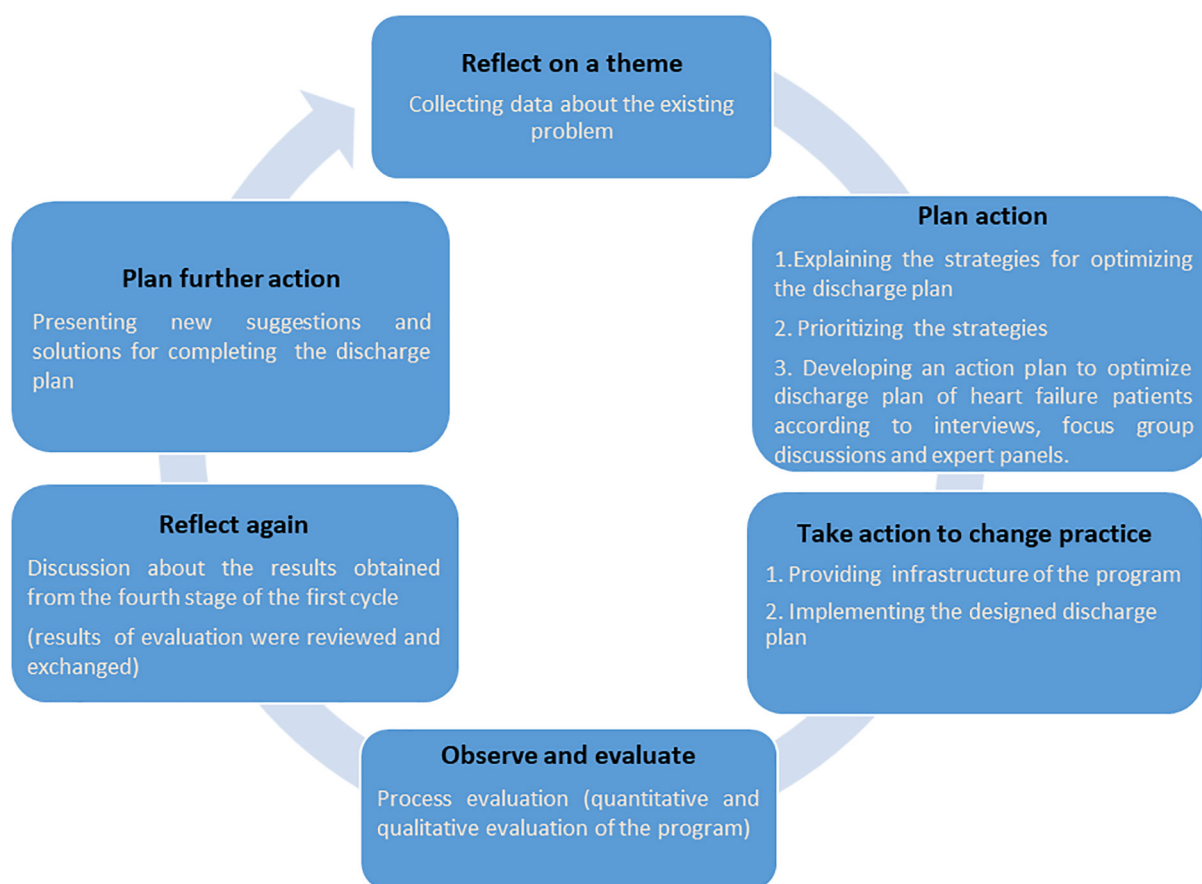 Reflect on a theme
Collecting data about the existing
problem
Plan action
1.Explaining the strategies for optimizing
the discharge plan
2. Prioritizing the strategies
3. Developing an action plan to optimize
discharge plan of heart failure patients
according to interviews, focus group
discussions and expert panels.
Take action to change practice
1. Providing infrastructure of the program
2. Implementing the designed discharge
plan
Observe and evaluate
Process evaluation (quantitative and
qualitative evaluation of the program)
Reflect again
Discussion about the results obtained
from the fourth stage of the first cycle
(results of evaluation were reviewed and
exchanged)
Plan further action
Presenting new suggestions and
solutions for completing the discharge
plan